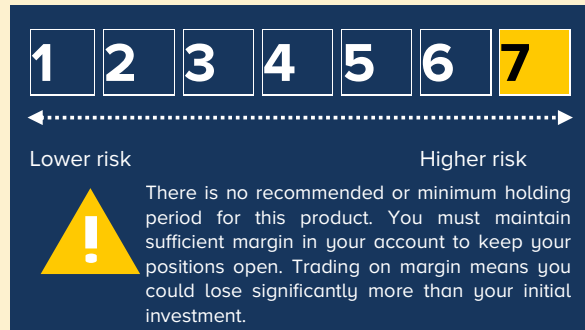 1 2 3 4 5 6 7
Lower risk Higher risk
There is no recommended or minimum holding
period for this product. You must maintain
sufficient margin in your account to keep your
positions open. Trading on margin means you
could lose significantly more than your initial
investment.